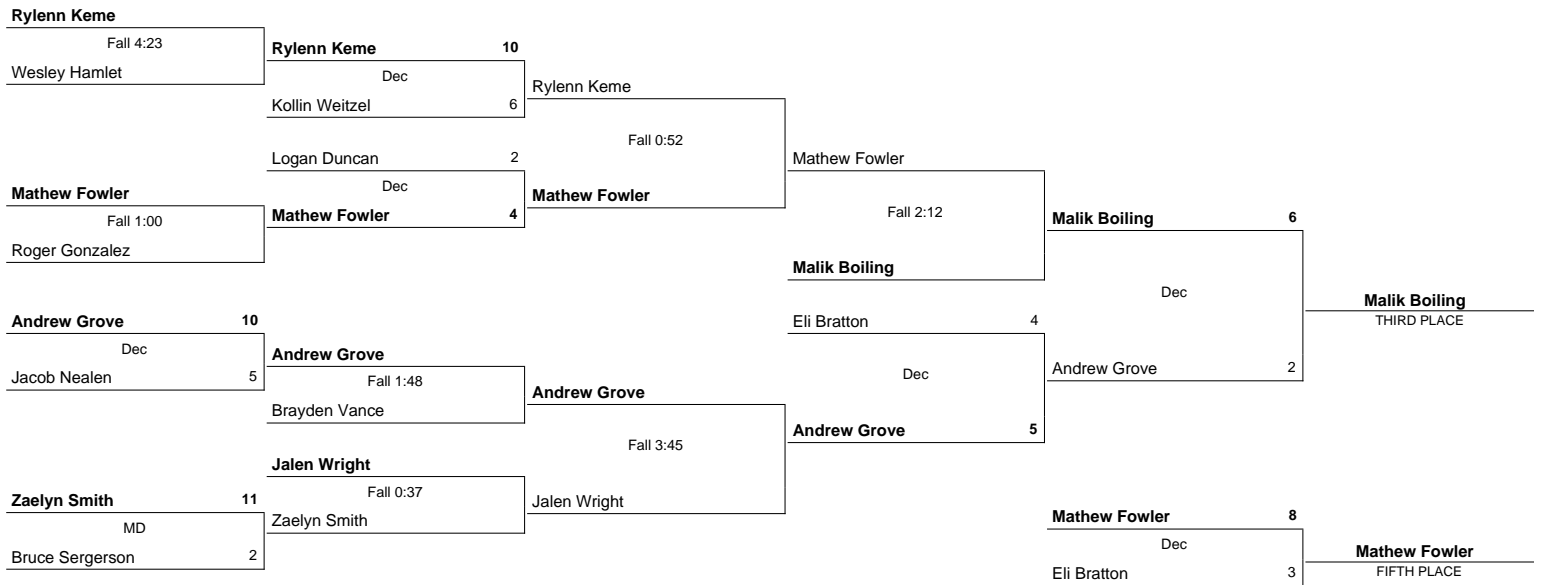 Rylenn Keme
Fall 4:23
Wesley Hamlet
Mathew Fowler
Fall 1:00
Roger Gonzalez
Andrew Grove 10
Dec
Jacob Nealen 5
Zaelyn Smith 11
MD
Bruce Sergerson 2
Rylenn Keme 10
Dec
Kollin Weitzel 6
Logan Duncan 2
Dec
Mathew Fowler 4
Andrew Grove
Fall 1:48
Brayden Vance
Jalen Wright
Fall 0:37
Zaelyn Smith
Rylenn Keme
Fall 0:52
Mathew Fowler
Andrew Grove
Fall 3:45
Jalen Wright
Mathew Fowler
Fall 2:12
Malik Boiling
Eli Bratton 4
Dec
Andrew Grove 5
Malik Boiling 6
Dec
Andrew Grove 2
Malik Boiling
THIRD PLACE
Mathew Fowler 8
Dec
Eli Bratton 3
Mathew Fowler
FIFTH PLACE